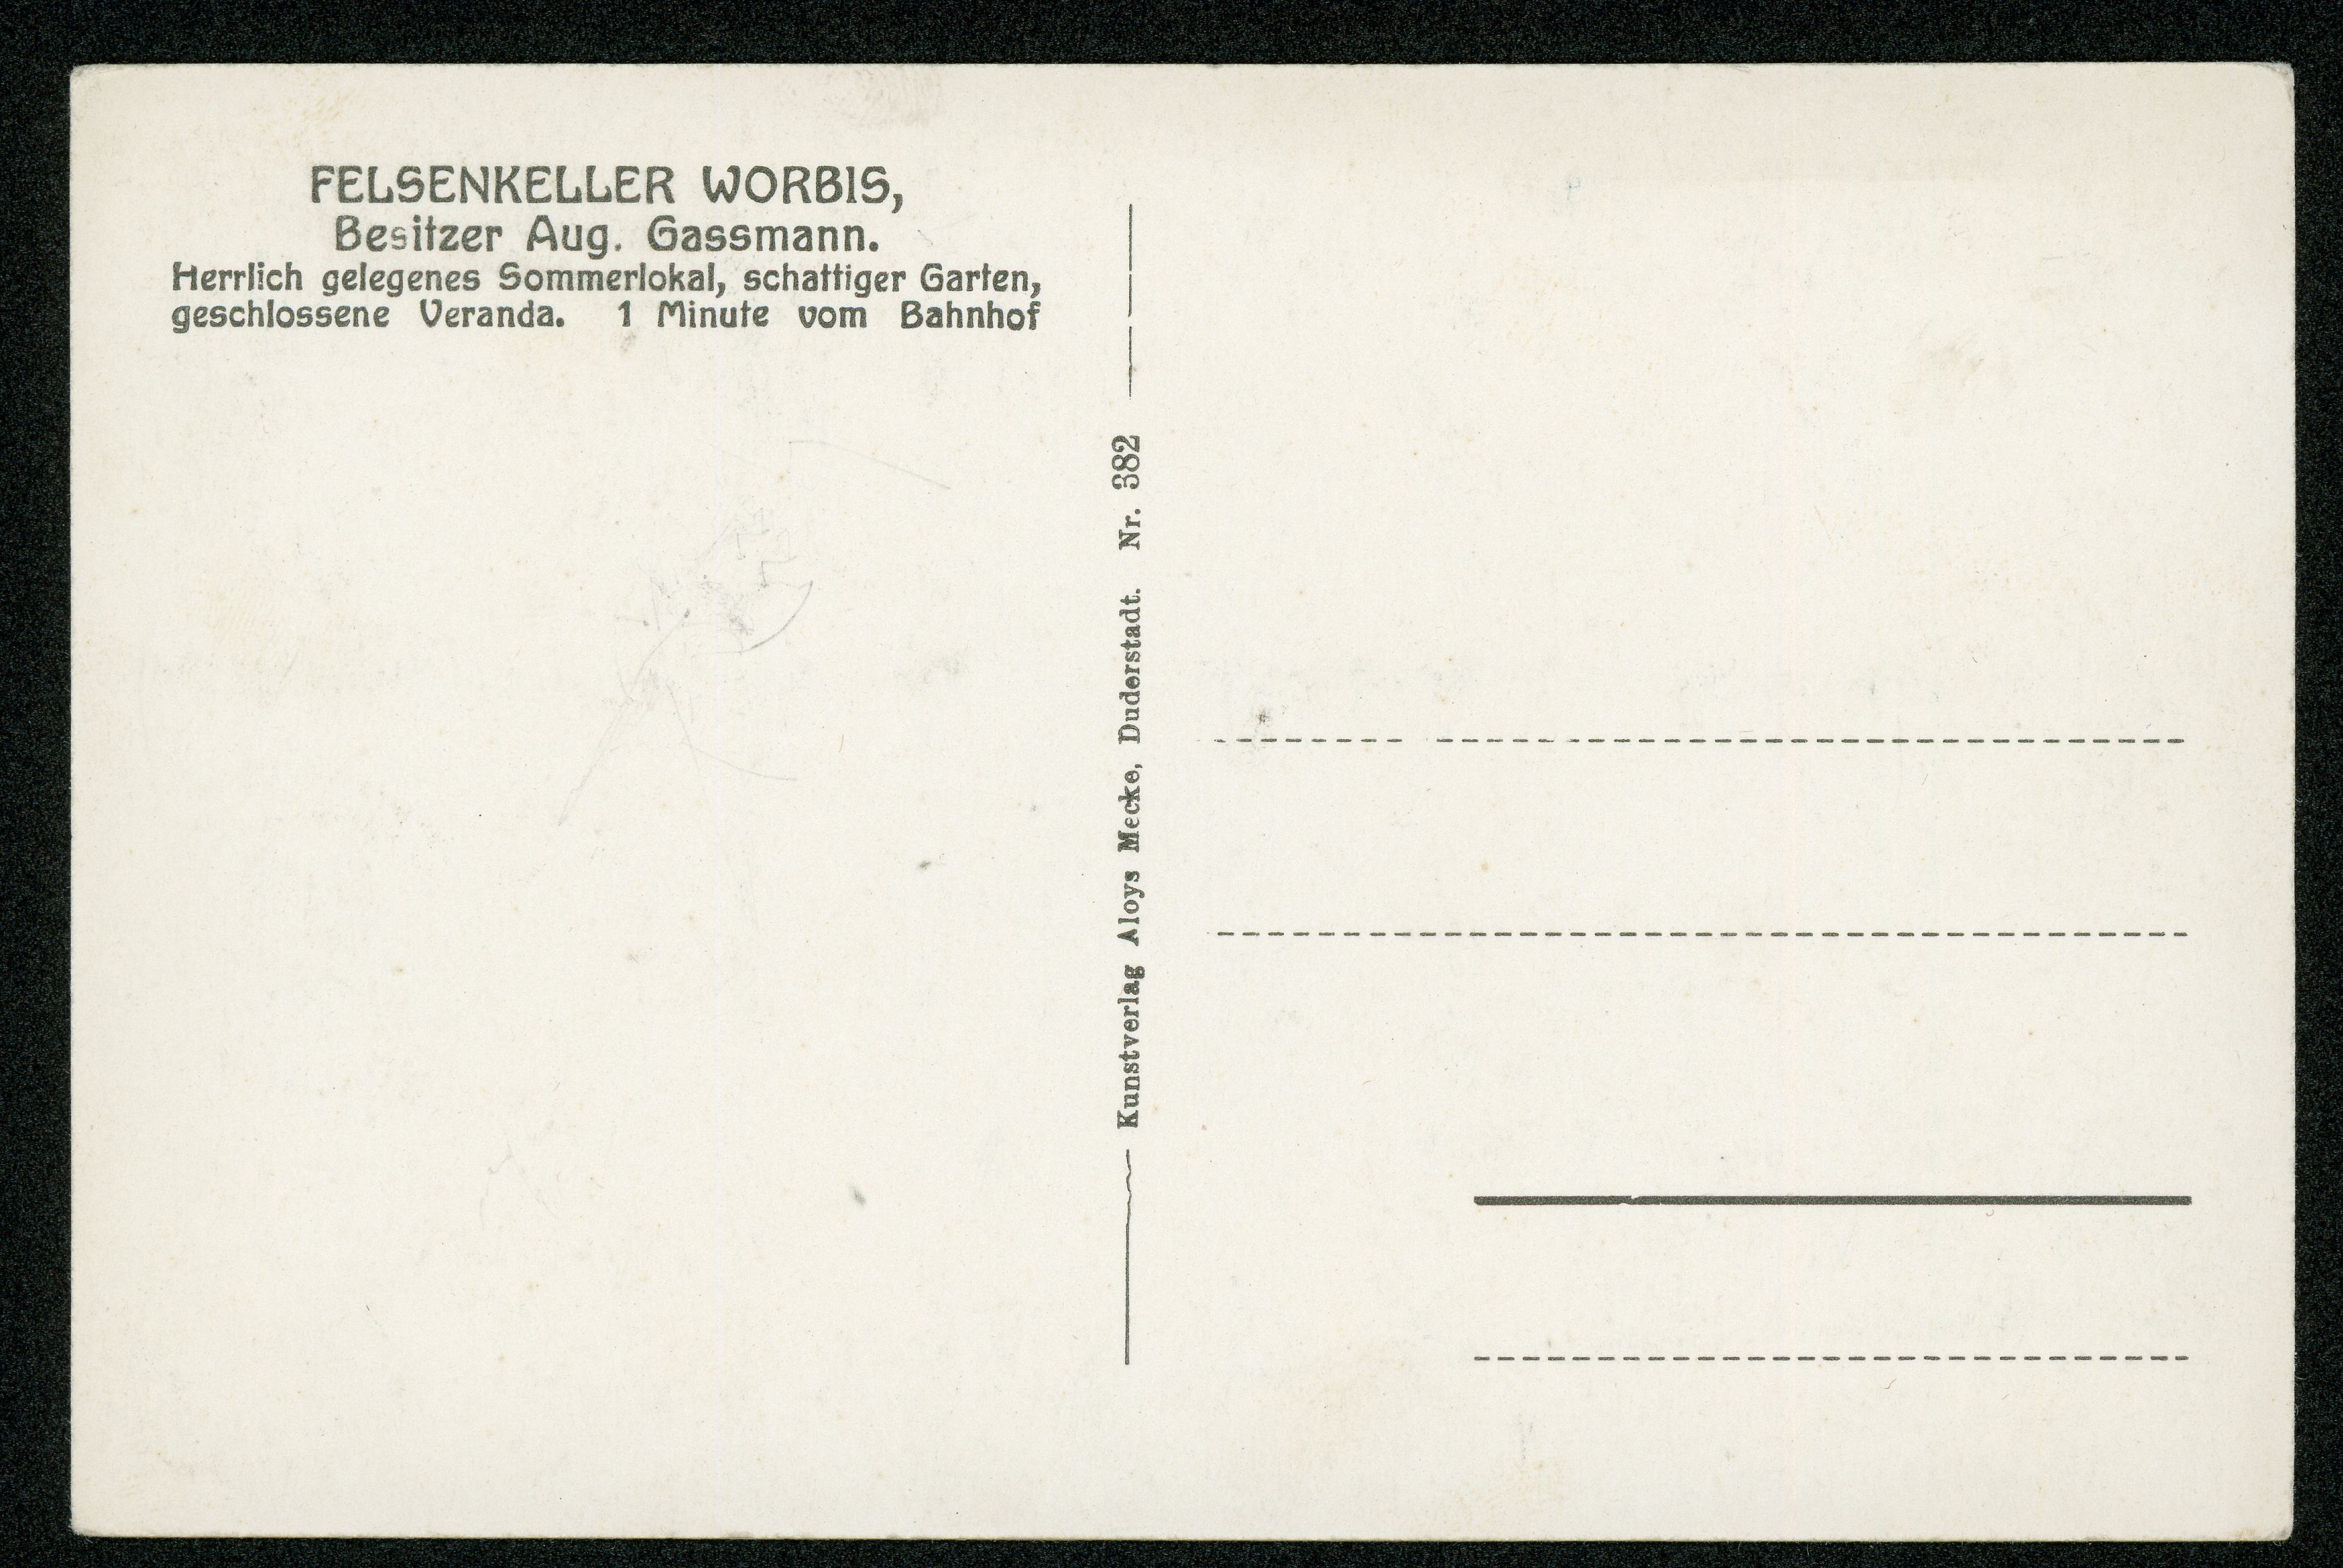 FELSENKELLER WORBIS,
Besitzer Aug. Gassmann.
Herrlich gelegenes Sommerlokal, schattiger Garten,
geschlossene Veranda. 1 Minute vom Bahnhof
Kunstverlag Aloys Mecke, Duderstadt. Nr. 382